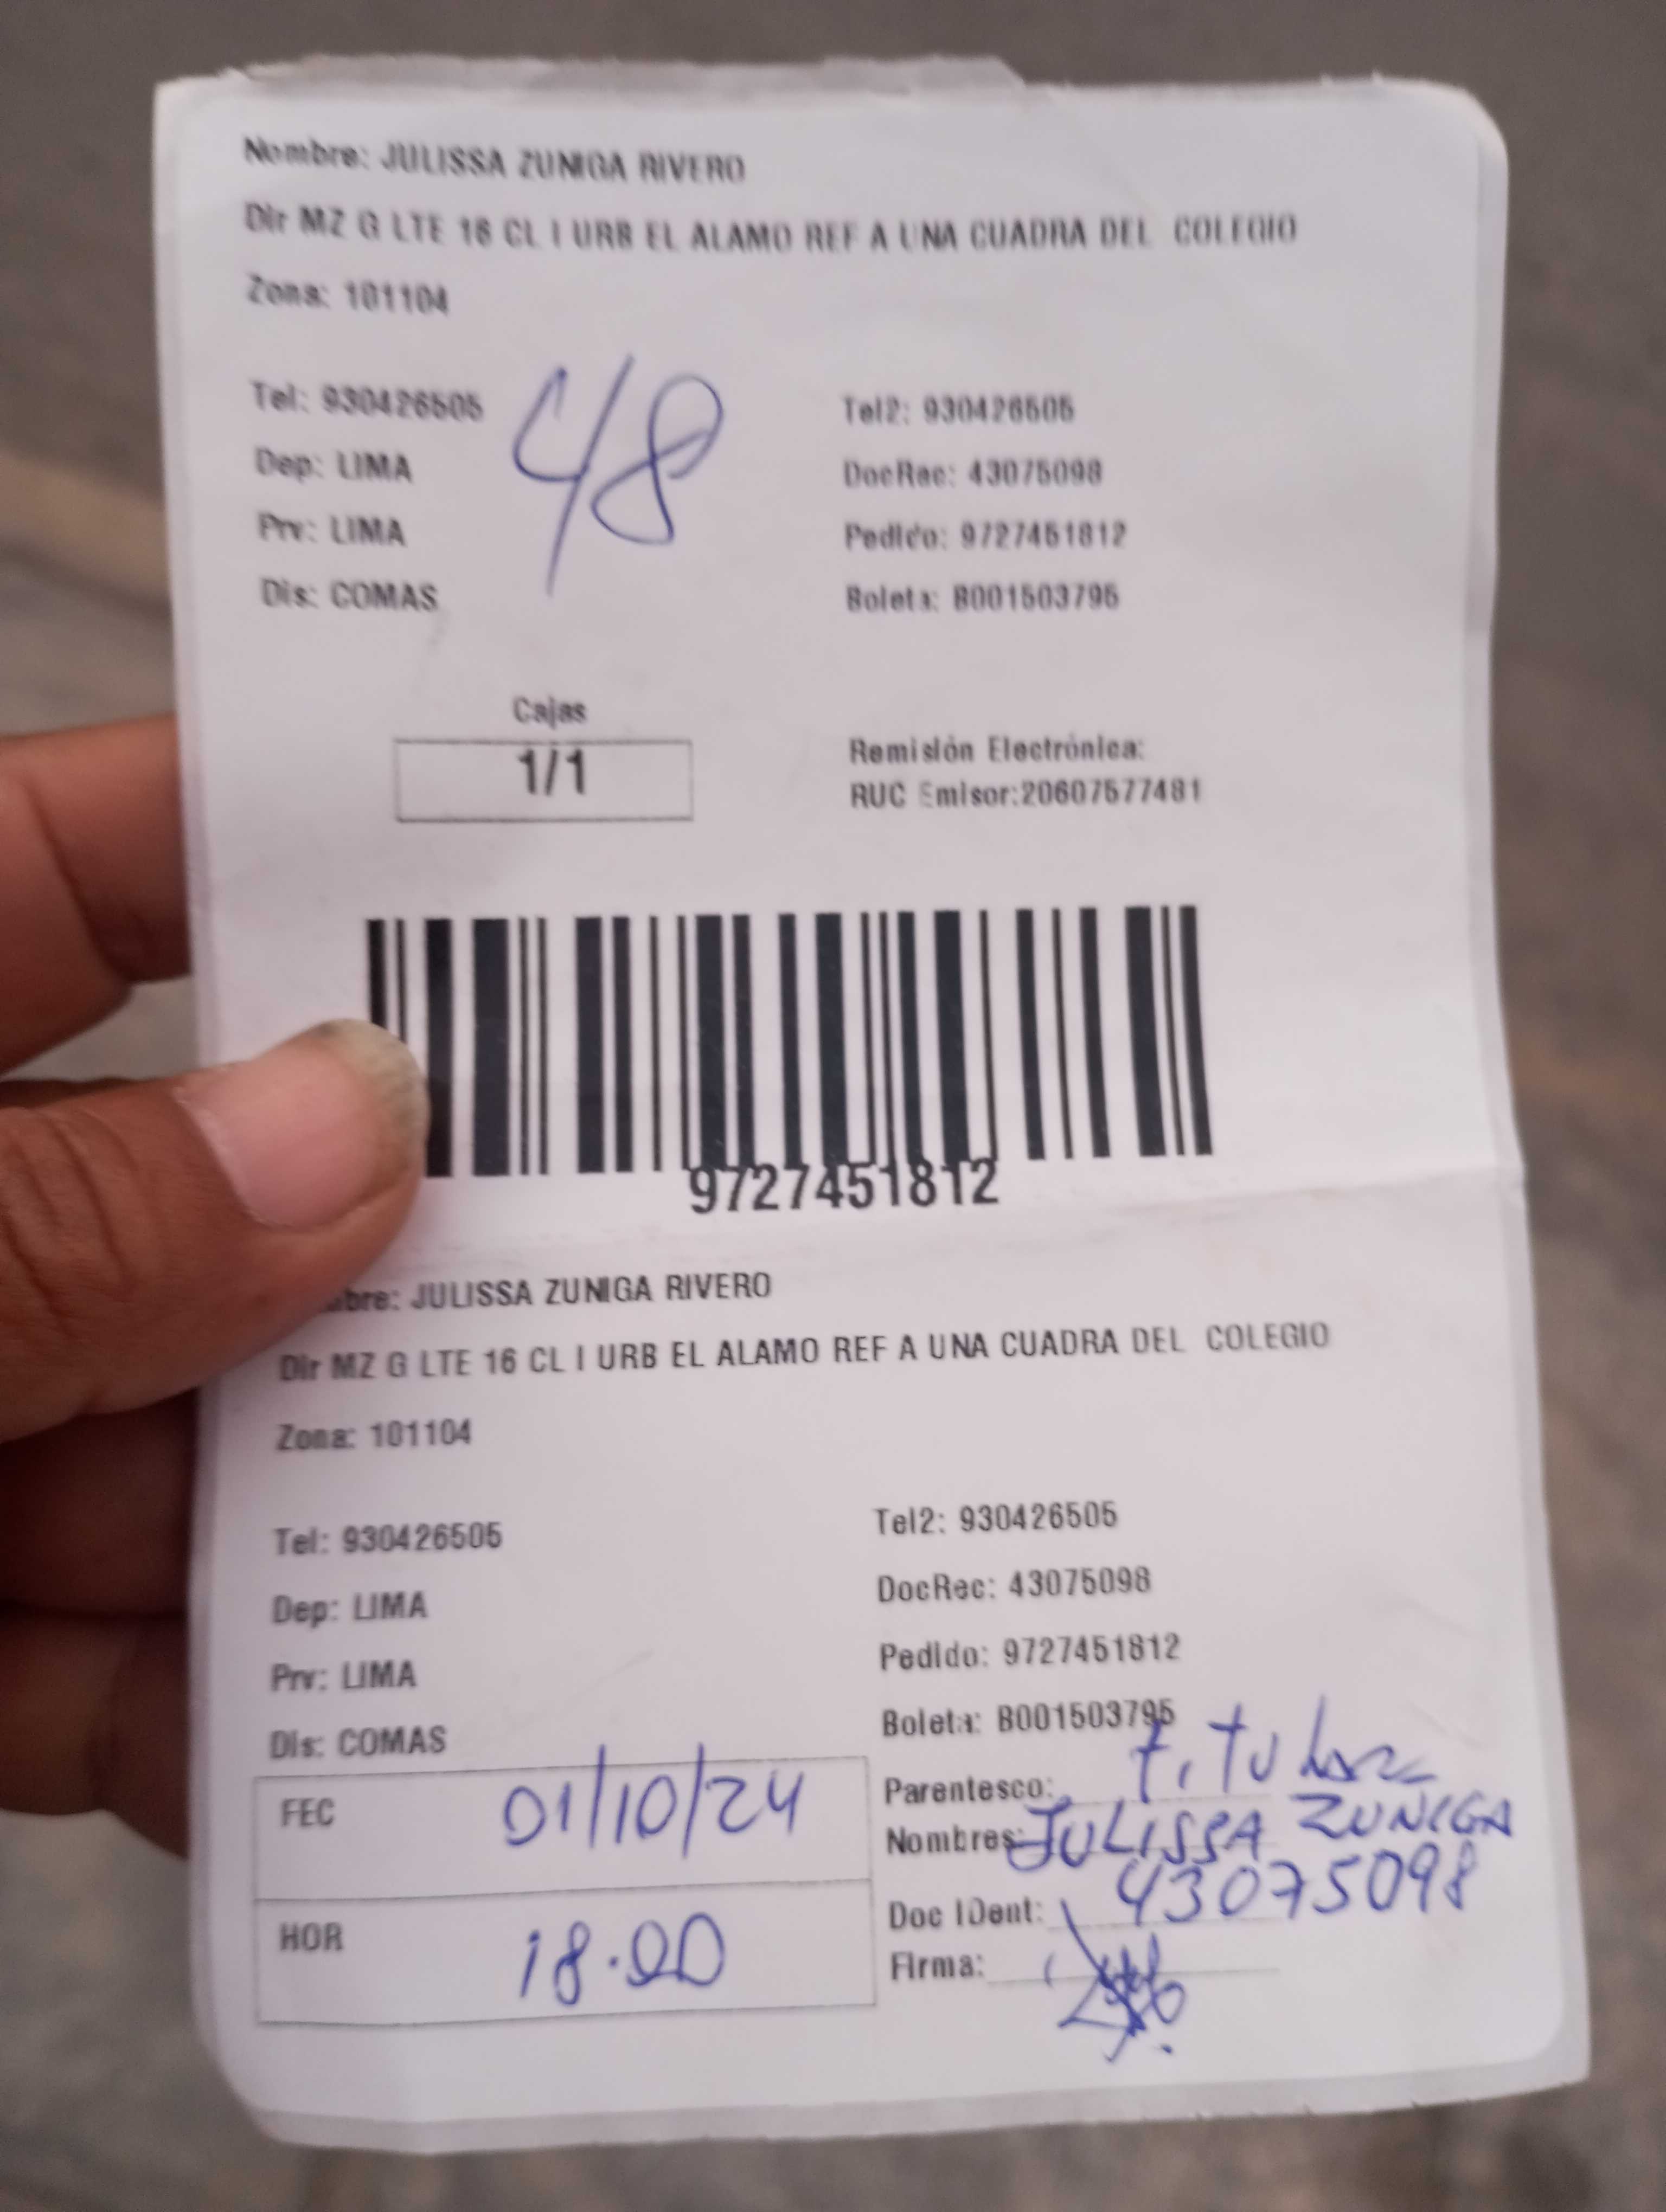 Nombre: JULISSA ZUNIGA RIVERO
Dir MZ G LTE 16 CL I URB EL ALAMO REF A UNA CUADRA DEL COLEGIO
Zona: 101104
48
Tel: 930426505 Tel2: 930426505
Dep: LIMA DocRec: 43075098
Prv: LIMA Pedido: 9727451812
Dis: COMAS Boleta: B001503795
Cajas
1/1
Remisión Electrónica:
RUC Emisor:20607577481
9727451812
bre: JULISSA ZUNIGA RIVERO
Dir MZ G LTE 16 CL I URB EL ALAMO REF A UNA CUADRA DEL COLEGIO
Zona: 101104
Tel: 930426505 Tel2: 930426505
Dep: LIMA DocRec: 43075098
Prv: LIMA Pedido: 9727451812
Dis: COMAS Boleta: B001503795
FEC 01/10/24
HOR 18.00
Parentesco: Titular
Nombres: JULISSA ZUNIGA
Doc IDent: 43075098
Firma: